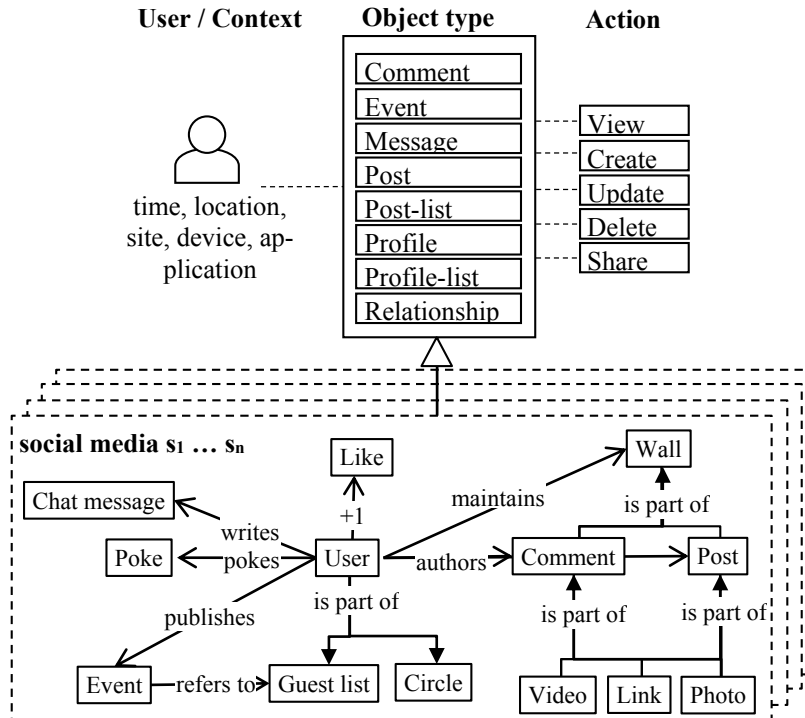 User / Context
Object type
Action
Comment
Event
Message
Post
Post-list
Profile
Profile-list
Relationship
View
Create
Update
Delete
Share
time, location,
site, device, ap-
plication
social media s1 … sn
Like
Wall
Chat message
maintains
is part of
+1
writes
pokes
Poke
User
authors
Comment
Post
publishes
is part of
is part of
is part of
Event
refers to
Guest list
Circle
Video
Link
Photo